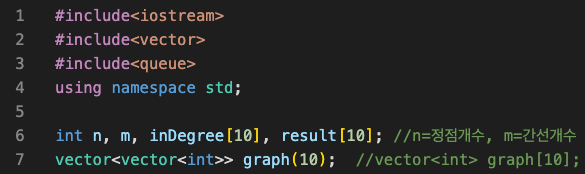 1 #include<iostream>
2 #include<vector>
3 #include<queue>
4 using namespace std;
5
6 int n, m, inDegree[10], result[10]; //n=정점개수, m=간선개수
7 vector<vector<int>> graph(10);  //vector<int> graph[10];